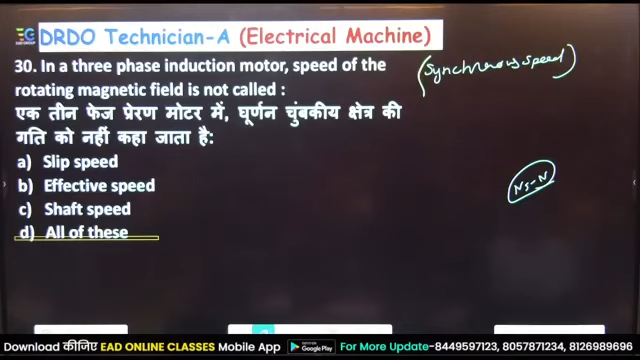 EG DRDO Technician-A (Electrical Machine)
30. In a three phase induction motor, speed of the
rotating magnetic field is not called :
एक तीन फेज प्रेरण मोटर में, घूर्णन चुंबकीय क्षेत्र की
गति को नहीं कहा जाता है:
a) Slip speed
b) Effective speed
c) Shaft speed
d) All of these
(Synchronous speed)
Ns-N
Download कीजिए EAD ONLINE CLASSES Mobile App GET IT ON Google Play For More Update-8449597123, 8057871234, 8126989696